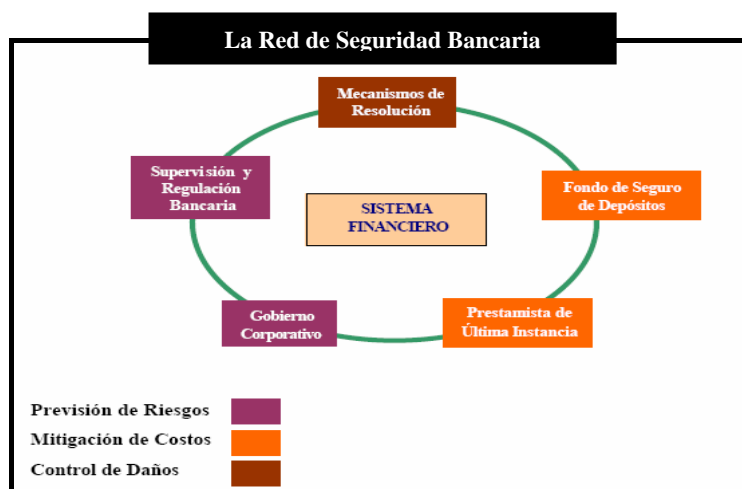 La Red de Seguridad Bancaria
Mecanismos de
Resolución
Supervisión y
Regulación
Bancaria
Fondo de Seguro
de Depósitos
SISTEMA
FINANCIERO
Gobierno
Corporativo
Prestamista de
Última Instancia
Previsión de Riesgos
Mitigación de Costos
Control de Daños